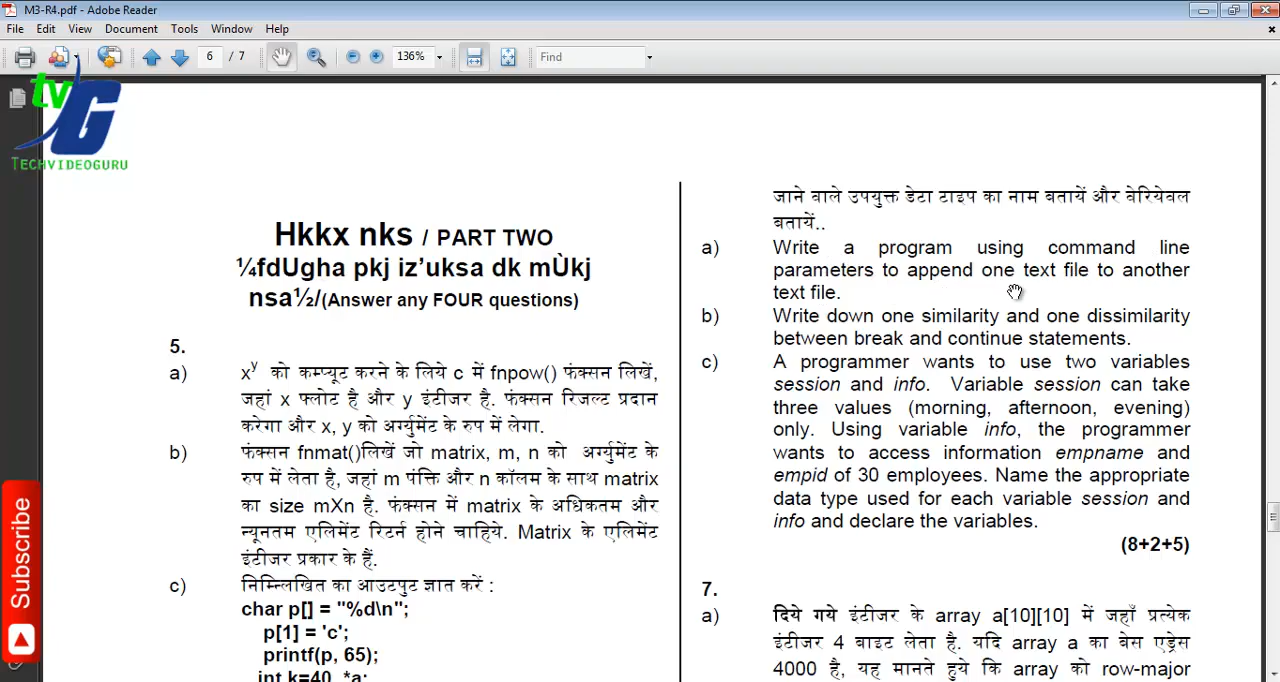 M3-R4.pdf - Adobe Reader
File Edit View Document Tools Window Help
6 / 7 136% Find
tv
G
TECHVIDEOGURU
Hkkx nks / PART TWO
¼fdUgha pkj iz'uksa dk mÙkj
nsa½/(Answer any FOUR questions)
5.
a) xʸ को कम्प्यूट करने के लिये c में fnpow() फंक्सन लिखें,
जहां x फ्लोट है और y इंटीजर है. फंक्सन रिजल्ट प्रदान
करेगा और x, y को अर्ग्युमेंट के रुप में लेगा.
b) फंक्सन fnmat()लिखें जो matrix, m, n को अर्ग्युमेंट के
रुप में लेता है, जहां m पंक्ति और n कॉलम के साथ matrix
का size mXn है. फंक्सन में matrix के अधिकतम और
न्यूनतम एलिमेंट रिटर्न होने चाहिये. Matrix के एलिमेंट
इंटीजर प्रकार के हैं.
c) निम्न्लिखित का आउटपुट ज्ञात करें :
char p[] = "%d\n";
p[1] = 'c';
printf(p, 65);
int k=40, *a;
जाने वाले उपयुक्त डेटा टाइप का नाम बतायें और वेरियेवल
बतायें..
a) Write a program using command line
parameters to append one text file to another
text file.
b) Write down one similarity and one dissimilarity
between break and continue statements.
c) A programmer wants to use two variables
session and info. Variable session can take
three values (morning, afternoon, evening)
only. Using variable info, the programmer
wants to access information empname and
empid of 30 employees. Name the appropriate
data type used for each variable session and
info and declare the variables.
(8+2+5)
7.
a) दिये गये इंटीजर के array a[10][10] में जहाँ प्रत्येक
इंटीजर 4 बाइट लेता है. यदि array a का बेस एड्रेस
4000 है, यह मानते हुये कि array को row-major
Subscribe